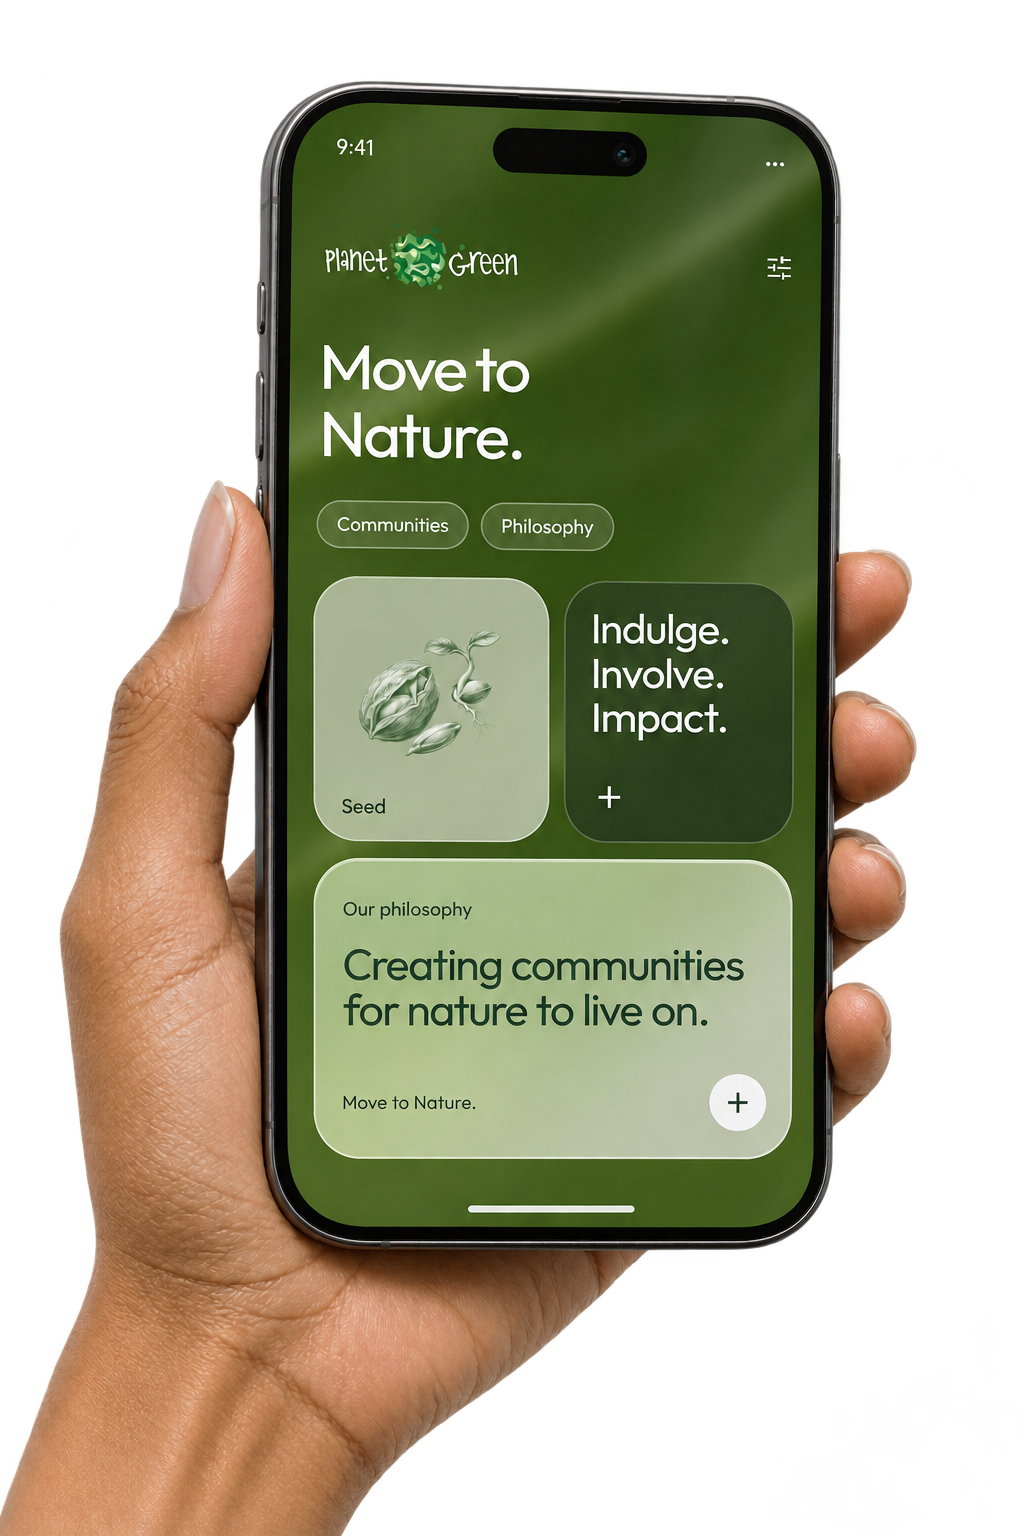 9:41
Planet Green
Move to
Nature.
Communities
Philosophy
Seed
Indulge.
Involve.
Impact.
Our philosophy
Creating communities
for nature to live on.
Move to Nature.